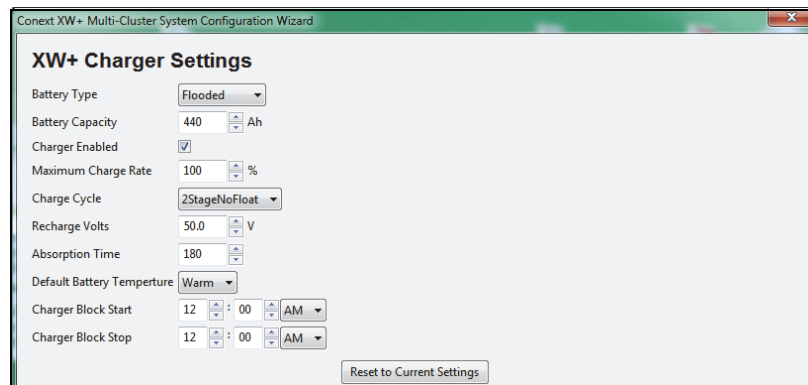 Conext XW+ Multi-Cluster System Configuration Wizard
XW+ Charger Settings
Battery Type Flooded
Battery Capacity 440 Ah
Charger Enabled
Maximum Charge Rate 100 %
Charge Cycle 2StageNoFloat
Recharge Volts 50.0 V
Absorption Time 180
Default Battery Temperture Warm
Charger Block Start 12 : 00 AM
Charger Block Stop 12 : 00 AM
Reset to Current Settings